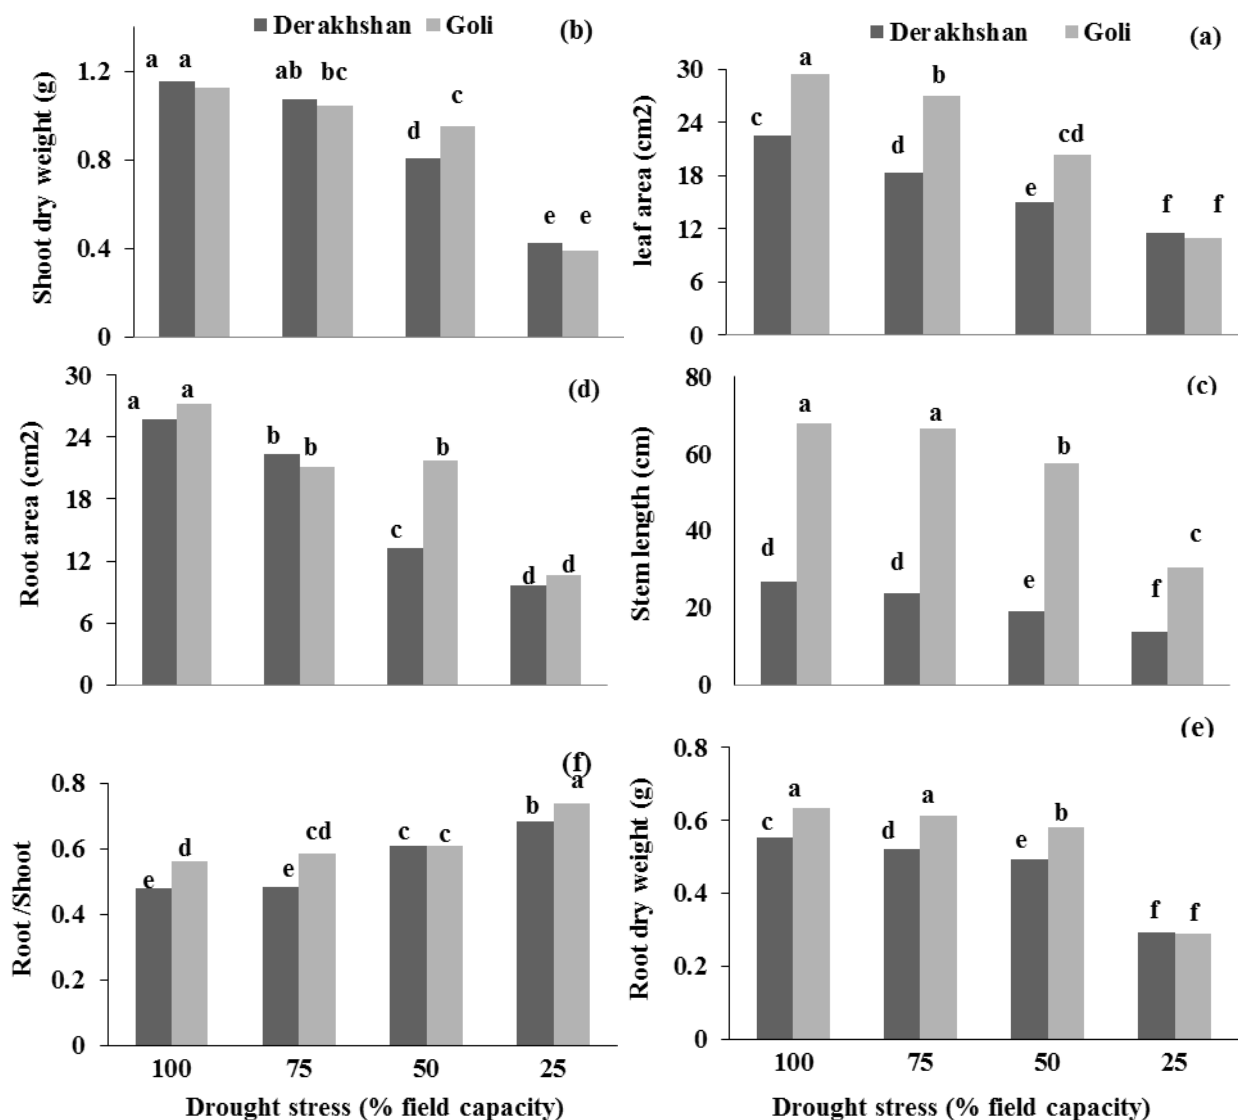 Derakhshan Goli
(b)
Shoot dry weight (g)
1.2
0.8
0.4
0
a a
ab bc
d c
e e
Derakhshan Goli
(a)
leaf area (cm2)
30
24
18
12
6
0
c a
d b
e cd
f f
(d)
Root area (cm2)
30
24
18
12
6
0
a a
b b
c b
d d
(c)
Stem length (cm)
80
60
40
20
0
d a
d a
e b
f c
(f)
Root /Shoot
0.8
0.6
0.4
0.2
0
e d
e cd
c c
b a
100 75 50 25
Drought stress (% field capacity)
(e)
Root dry weight (g)
0.8
0.6
0.4
0.2
0
c a
d a
e b
f f
100 75 50 25
Drought stress (% field capacity)